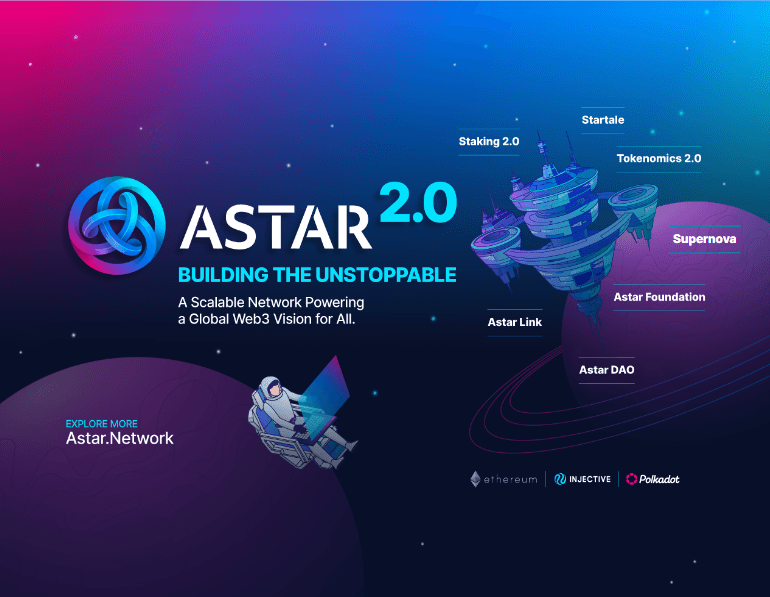 ASTAR 2.0
BUILDING THE UNSTOPPABLE
A Scalable Network Powering
a Global Web3 Vision for All.
EXPLORE MORE
Astar.Network
Startale
Staking 2.0
Tokenomics 2.0
Supernova
Astar Foundation
Astar Link
Astar DAO
ethereum
INJECTIVE
Polkadot